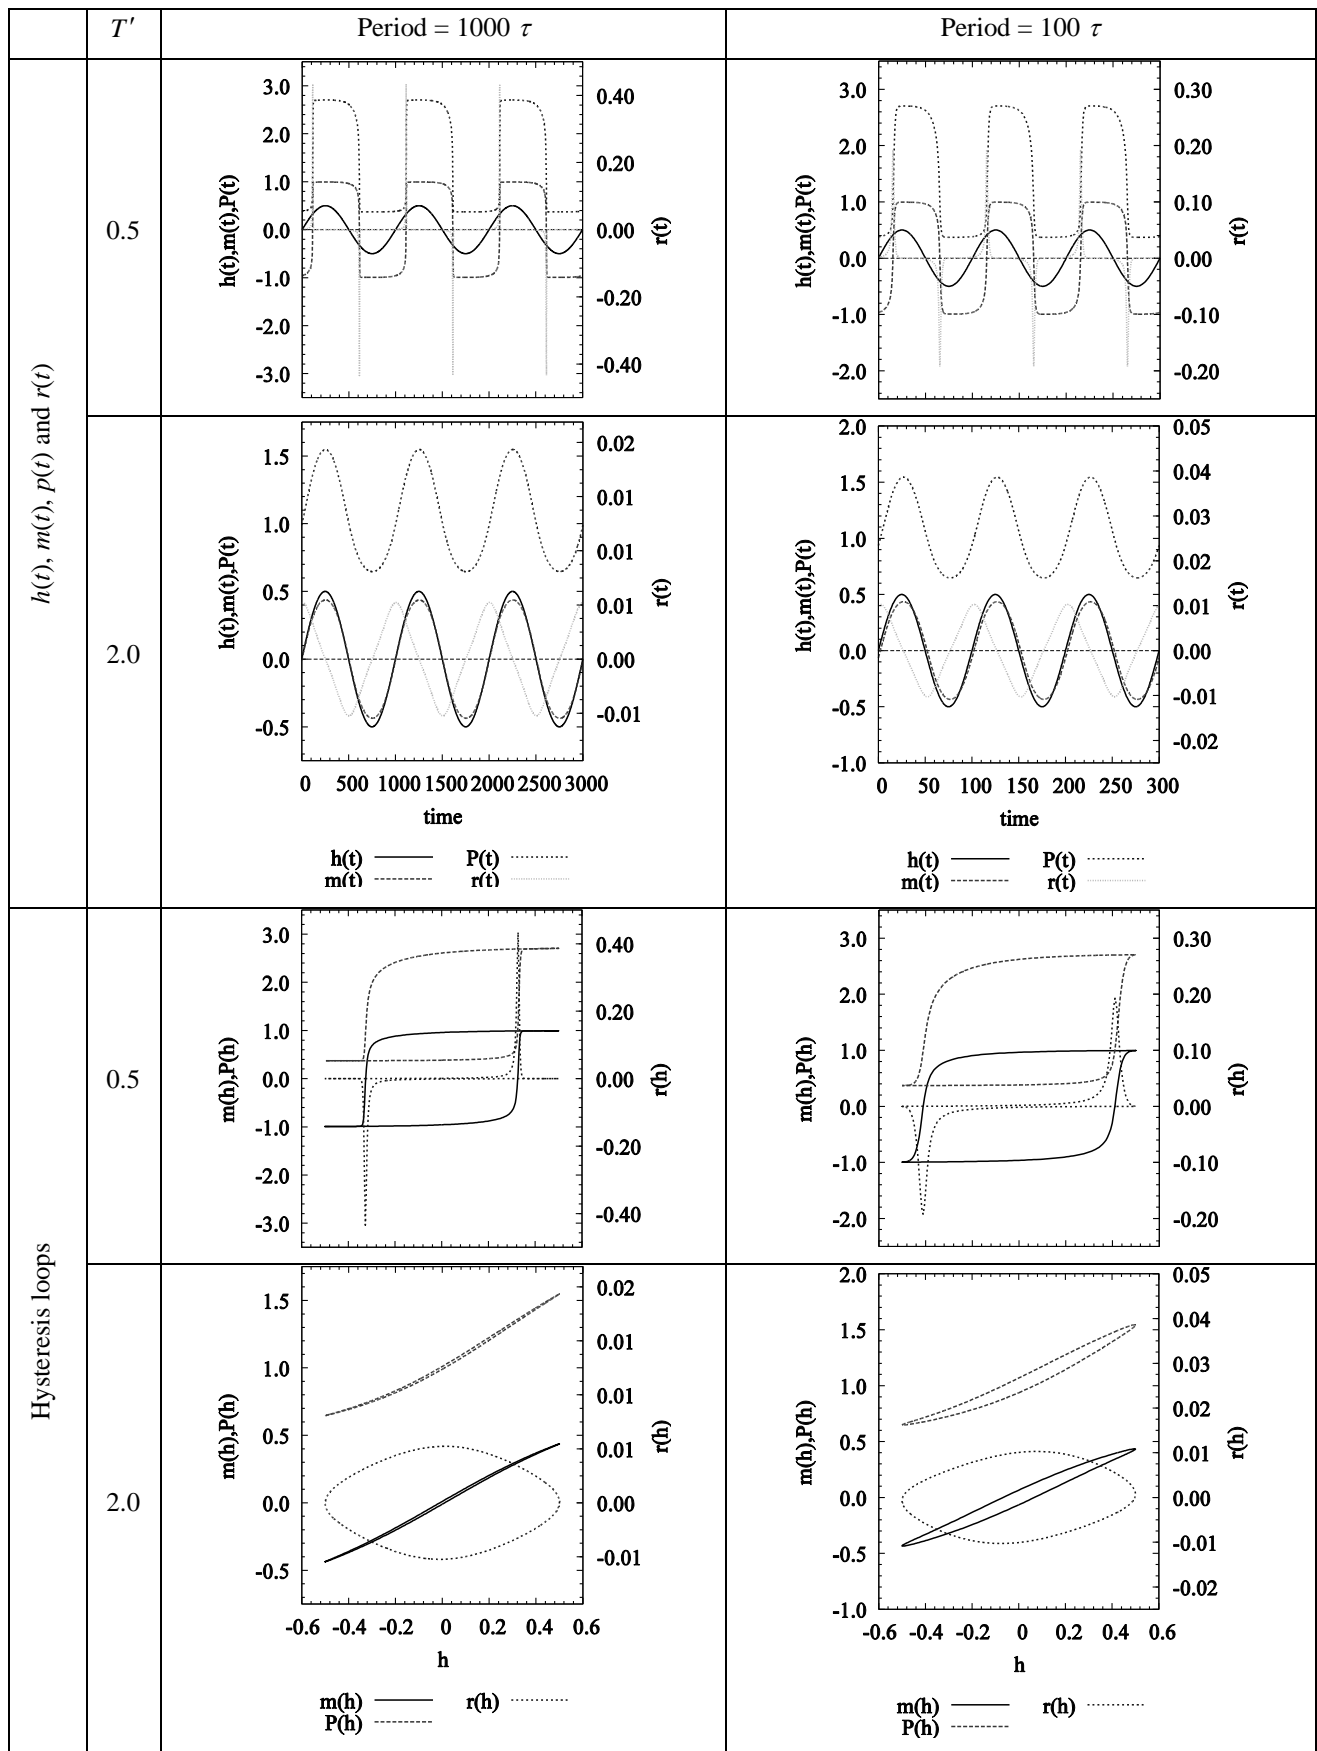 T′ Period = 1000 τ Period = 100 τ
h(t), m(t), p(t) and r(t)
0.5
h(t),m(t),P(t)
3.0
2.0
1.0
0.0
-1.0
-2.0
-3.0
0.40
0.20
0.00
-0.20
-0.40
r(t)
h(t),m(t),P(t)
3.0
2.0
1.0
0.0
-1.0
-2.0
0.30
0.20
0.10
0.00
-0.10
-0.20
r(t)
2.0
h(t),m(t),P(t)
1.5
1.0
0.5
0.0
-0.5
0.02
0.01
0.01
0.01
0.00
-0.01
r(t)
0 500 1000 1500 2000 2500 3000
time
h(t) P(t)
m(t) r(t)
h(t),m(t),P(t)
2.0
1.5
1.0
0.5
0.0
-0.5
-1.0
0.05
0.04
0.03
0.02
0.01
0.00
-0.01
-0.02
r(t)
0 50 100 150 200 250 300
time
h(t) P(t)
m(t) r(t)
Hysteresis loops
0.5
m(h),P(h)
3.0
2.0
1.0
0.0
-1.0
-2.0
-3.0
0.40
0.20
0.00
-0.20
-0.40
r(h)
m(h),P(h)
3.0
2.0
1.0
0.0
-1.0
-2.0
0.30
0.20
0.10
0.00
-0.10
-0.20
r(h)
2.0
m(h),P(h)
1.5
1.0
0.5
0.0
-0.5
0.02
0.01
0.01
0.01
0.00
-0.01
r(h)
-0.6 -0.4 -0.2 0 0.2 0.4 0.6
h
m(h) r(h)
P(h)
m(h),P(h)
2.0
1.5
1.0
0.5
0.0
-0.5
-1.0
0.05
0.04
0.03
0.02
0.01
0.00
-0.01
-0.02
r(h)
-0.6 -0.4 -0.2 0 0.2 0.4 0.6
h
m(h) r(h)
P(h)